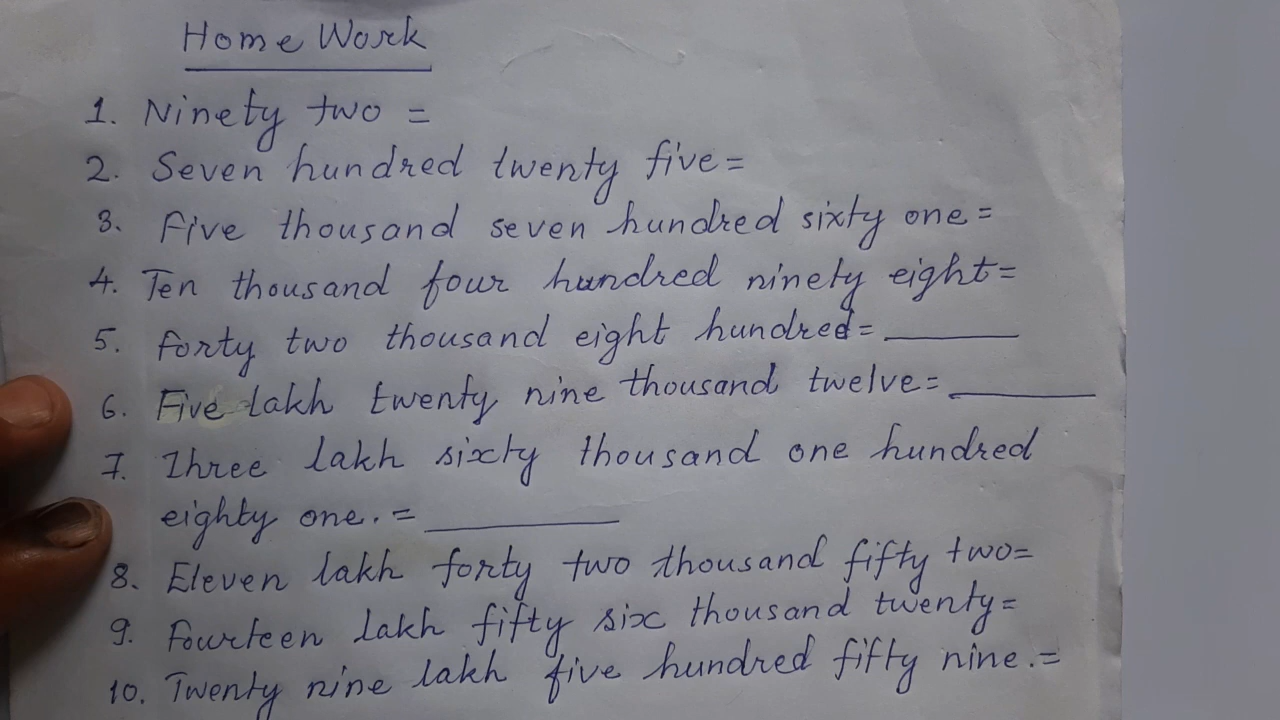 Home Work
1. Ninety two =
2. Seven hundred twenty five =
3. Five thousand seven hundred sixty one =
4. Ten thousand four hundred ninety eight =
5. Forty two thousand eight hundred = ______
6. Five lakh twenty nine thousand twelve = ______
7. Three lakh sixty thousand one hundred
eighty one. = ______
8. Eleven lakh forty two thousand fifty two =
9. Fourteen lakh fifty six thousand twenty =
10. Twenty nine lakh five hundred fifty nine. =